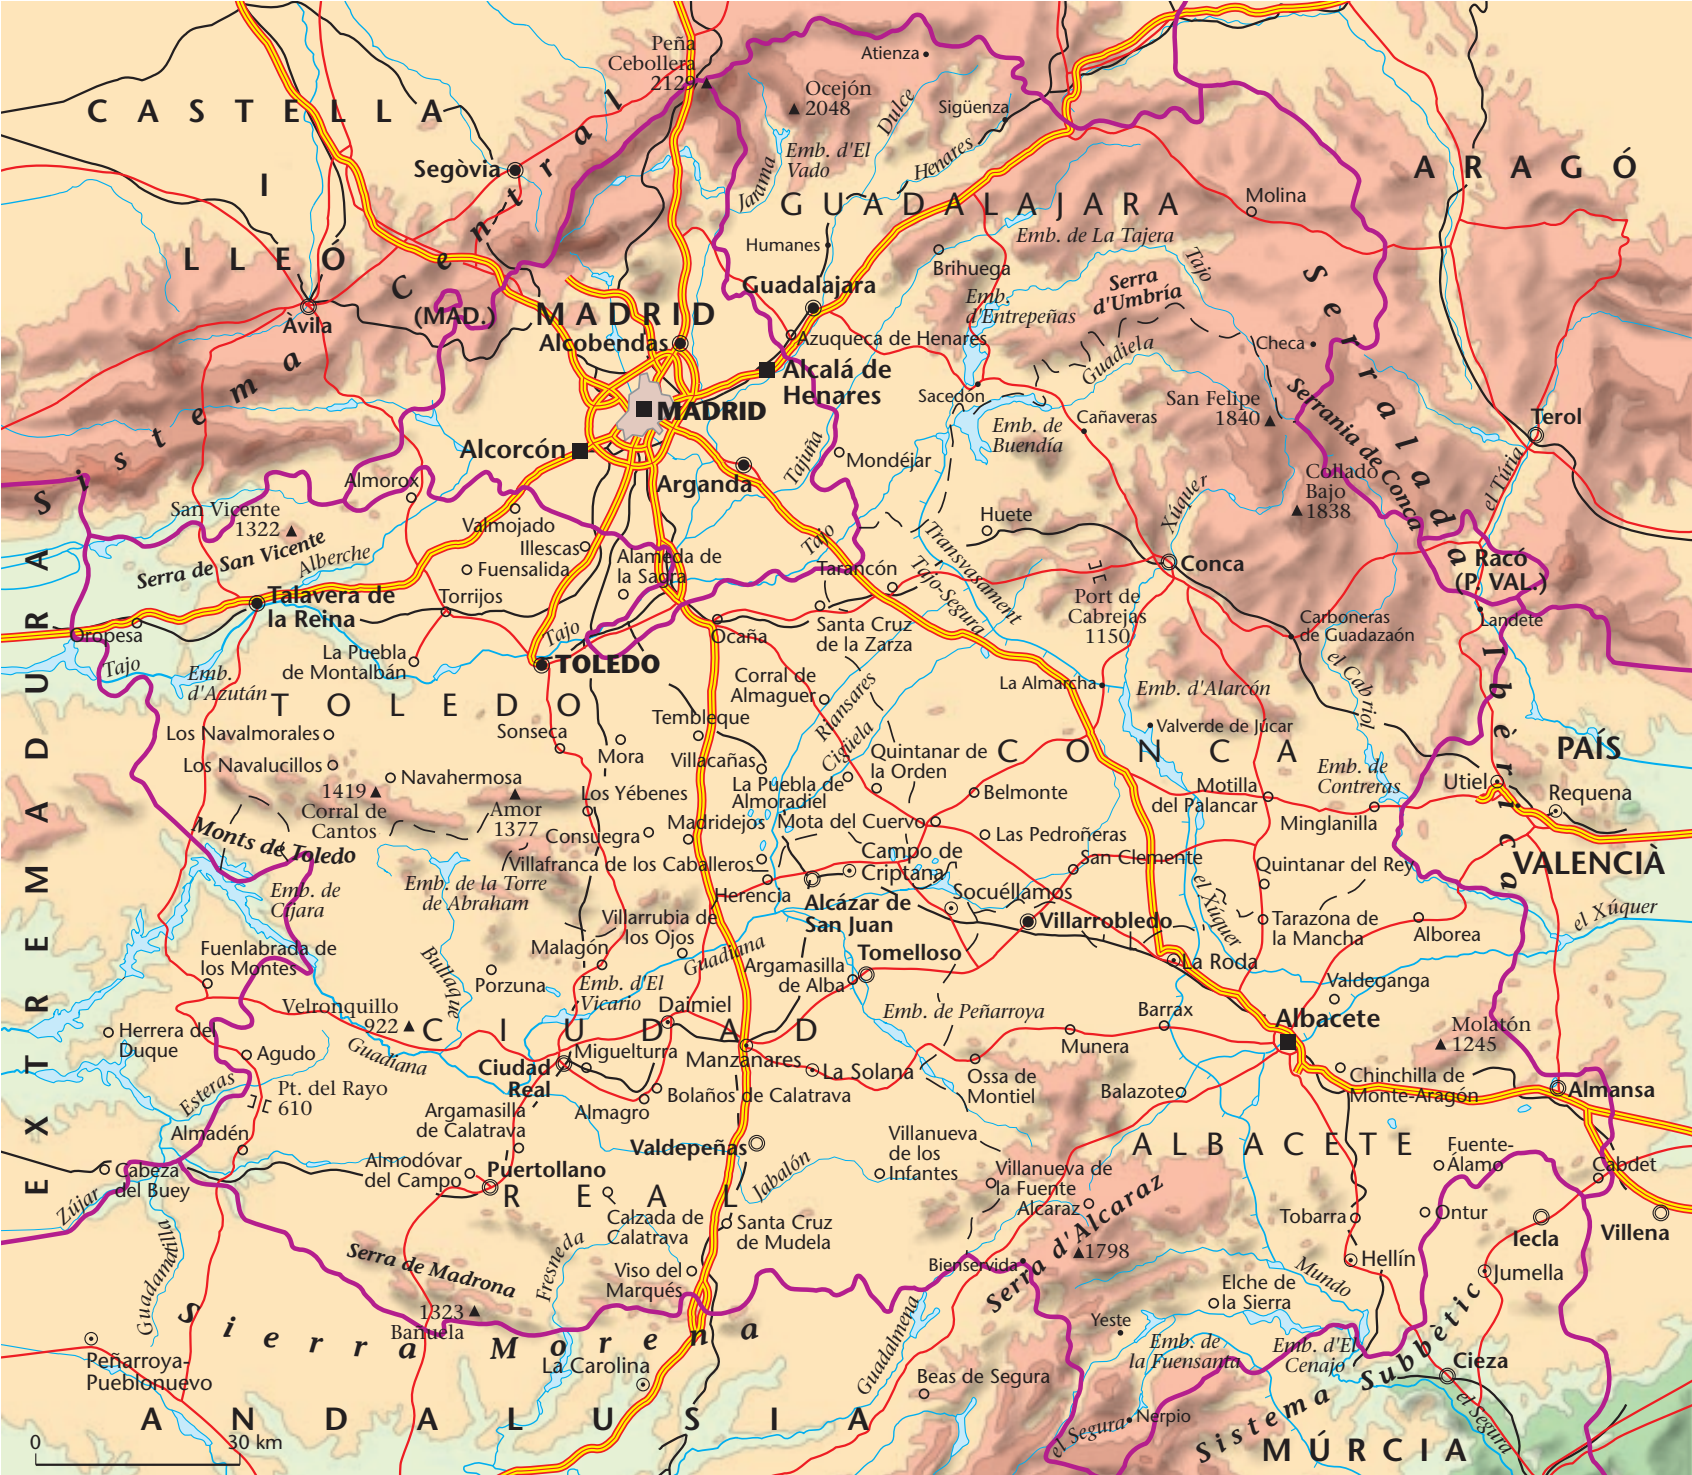 Peña
Cebollera
2129
Atienza
Ocejón
2048
Dulce
Sigüenza
CASTELLA
I
LLEÓ
Segòvia
Emb. d'El
Vado
Jarama
Henares
ARAGÓ
GUADALAJARA
Molina
Emb. de La Tajera
Humanes
Brihuega
Tajo
Serra
d'Umbría
Guadalajara
Emb.
d'Entrepeñas
Àvila
(MAD.)
MADRID
Alcobendas
Azuqueca de Henares
Guadiela
Checa
Alcalá de
Henares
Sacedón
MADRID
San Felipe
1840
Cañaveras
Emb. de
Buendía
Terol
Alcorcón
Arganda
Tajuña
Mondéjar
Almorox
San Vicente
1322
Serra de San Vicente
Alberche
Valmojado
Illescas
Fuensalida
Alameda de
la Sagra
Tajo
Tarancón
Huete
Transvasament
Tajo-Segura
Xúquer
Collado
Bajo
1838
Serrania de Conca
el Túria
Conca
Racó
(P. VAL.)
Talavera de
la Reina
Torrijos
Oropesa
Tajo
Emb.
d'Azután
La Puebla
de Montalbán
Tajo
TOLEDO
Ocaña
Santa Cruz
de la Zarza
Port de
Cabrejas
1150
Carboneras
de Guadazaón
Landete
el Cabriol
TOLEDO
Corral de
Almaguer
Riansares
La Almarcha
Emb. d'Alarcón
Valverde de Júcar
Los Navalmorales
Sonseca
Tembleque
Mora
Villacañas
Cigüela
Quintanar de
la Orden
CONCA
PAÍS
VALENCIÀ
Los Navalucillos
1419
Corral de
Cantos
Navahermosa
Amor
1377
Los Yébenes
La Puebla de
Almoradiel
Belmonte
Motilla
del Palancar
Emb. de
Contreras
Utiel
Requena
Minglanilla
Monts de Toledo
Consuegra
Madridejos
Mota del Cuervo
Las Pedroñeras
Villafranca de los Caballeros
Campo de
Criptana
San Clemente
Quintanar del Rey
Emb. de
Cíjara
Emb. de la Torre
de Abraham
Herencia
Alcázar de
San Juan
Socuéllamos
Villarrobledo
el Xúquer
Tarazona de
la Mancha
Alborea
el Xúquer
Fuenlabrada de
los Montes
Villarrubia de
los Ojos
Malagón
Guadiana
Tomelloso
Argamasilla
de Alba
La Roda
Bullaque
Porzuna
Emb. d'El
Vicario
Daimiel
Emb. de Peñarroya
Valdeganga
Velronquillo
922
Barrax
Albacete
Molatón
1245
Herrera del
Duque
Agudo
Guadiana
CIUDAD
REAL
Ciudad
Real
Miguelturra
Manzanares
La Solana
Munera
Ossa de
Montiel
Balazote
Chinchilla de
Monte-Aragón
Almansa
Esteras
Pt. del Rayo
610
Argamasilla
de Calatrava
Almagro
Bolaños de Calatrava
Almadén
Valdepeñas
Villanueva
de los
Infantes
ALBACETE
Fuente-
Álamo
Cabdet
Cabeza
del Buey
Zújar
Almodóvar
del Campo
Puertollano
Jabalón
Villanueva de
la Fuente
Alcaraz
Calzada de
Calatrava
Santa Cruz
de Mudela
Tobarra
Ontur
Iecla
Villena
Guadamatilla
Serra de Madrona
Fresneda
Viso del
Marqués
Bienservida
Serra d'Alcaraz
1798
Hellín
Jumella
Elche de
la Sierra
Mundo
1323
Bañuela
Sierra Morena
Guadalmena
Yeste
Emb. de
la Fuensanta
Emb. d'El
Cenajo
Cieza
Peñarroya-
Pueblonuevo
La Carolina
Beas de Segura
Nerpio
el Segura
el Segura
Sistema Subbètic
ANDALUSIA
MÚRCIA
EXTREMADURA
Sistema Central
Serralada Ibèrica
0 30 km